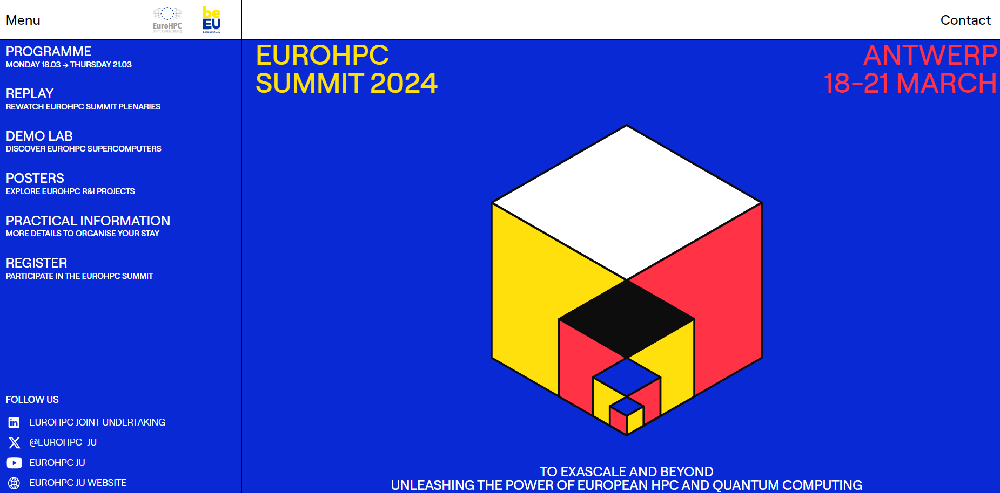 Menu
EuroHPC
Joint Undertaking
be
EU
belgium24.eu
Contact
PROGRAMME
MONDAY 18.03 → THURSDAY 21.03
REPLAY
REWATCH EUROHPC SUMMIT PLENARIES
DEMO LAB
DISCOVER EUROHPC SUPERCOMPUTERS
POSTERS
EXPLORE EUROHPC R&I PROJECTS
PRACTICAL INFORMATION
MORE DETAILS TO ORGANISE YOUR STAY
REGISTER
PARTICIPATE IN THE EUROHPC SUMMIT
FOLLOW US
EUROHPC JOINT UNDERTAKING
@EUROHPC_JU
EUROHPC JU
EUROHPC JU WEBSITE
EUROHPC
SUMMIT 2024
ANTWERP
18-21 MARCH
TO EXASCALE AND BEYOND
UNLEASHING THE POWER OF EUROPEAN HPC AND QUANTUM COMPUTING